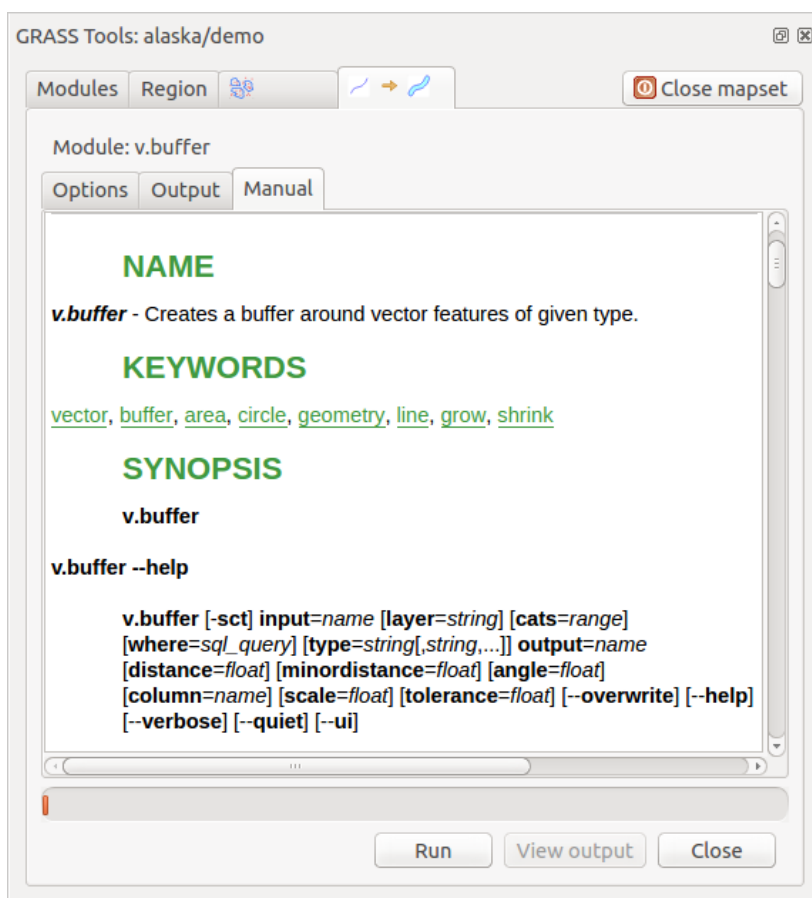 GRASS Tools: alaska/demo
Modules Region Close mapset
Module: v.buffer
Options Output Manual
NAME
v.buffer - Creates a buffer around vector features of given type.
KEYWORDS
vector, buffer, area, circle, geometry, line, grow, shrink
SYNOPSIS
v.buffer
v.buffer --help
v.buffer [-sct] input=name [layer=string] [cats=range]
[where=sql_query] [type=string[,string,...]] output=name
[distance=float] [minordistance=float] [angle=float]
[column=name] [scale=float] [tolerance=float] [--overwrite] [--help]
[--verbose] [--quiet] [--ui]
Run View output Close